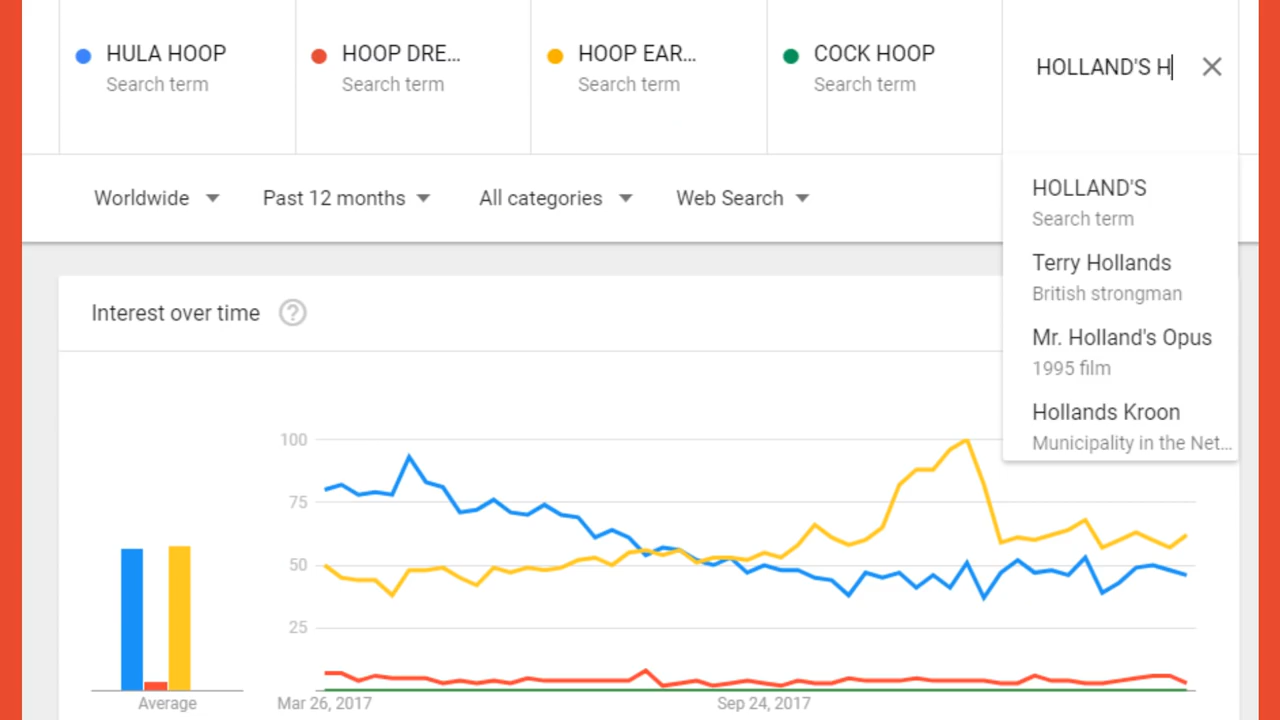 HULA HOOP
Search term
HOOP DRE...
Search term
HOOP EAR...
Search term
COCK HOOP
Search term
HOLLAND'S H
Worldwide
Past 12 months
All categories
Web Search
HOLLAND'S
Search term
Terry Hollands
British strongman
Mr. Holland's Opus
1995 film
Hollands Kroon
Municipality in the Net...
Interest over time ?
100
75
50
25
Average
Mar 26, 2017
Sep 24, 2017